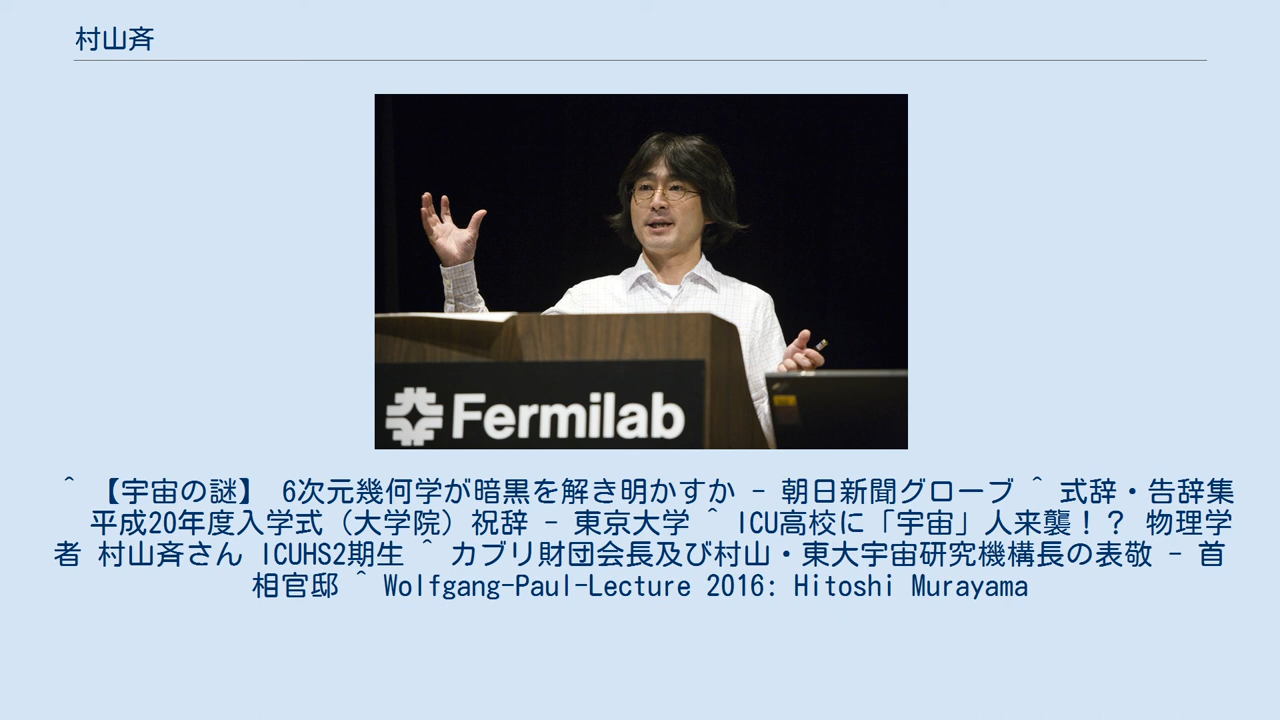 村山斉
Fermilab
^ 【宇宙の謎】 6次元幾何学が暗黒を解き明かすか - 朝日新聞グローブ ^ 式辞・告辞集
平成20年度入学式（大学院）祝辞 - 東京大学 ^ ICU高校に「宇宙」人来襲！？ 物理学
者 村山斉さん ICUHS2期生 ^ カブリ財団会長及び村山・東大宇宙研究機構長の表敬 - 首
相官邸 ^ Wolfgang-Paul-Lecture 2016: Hitoshi Murayama